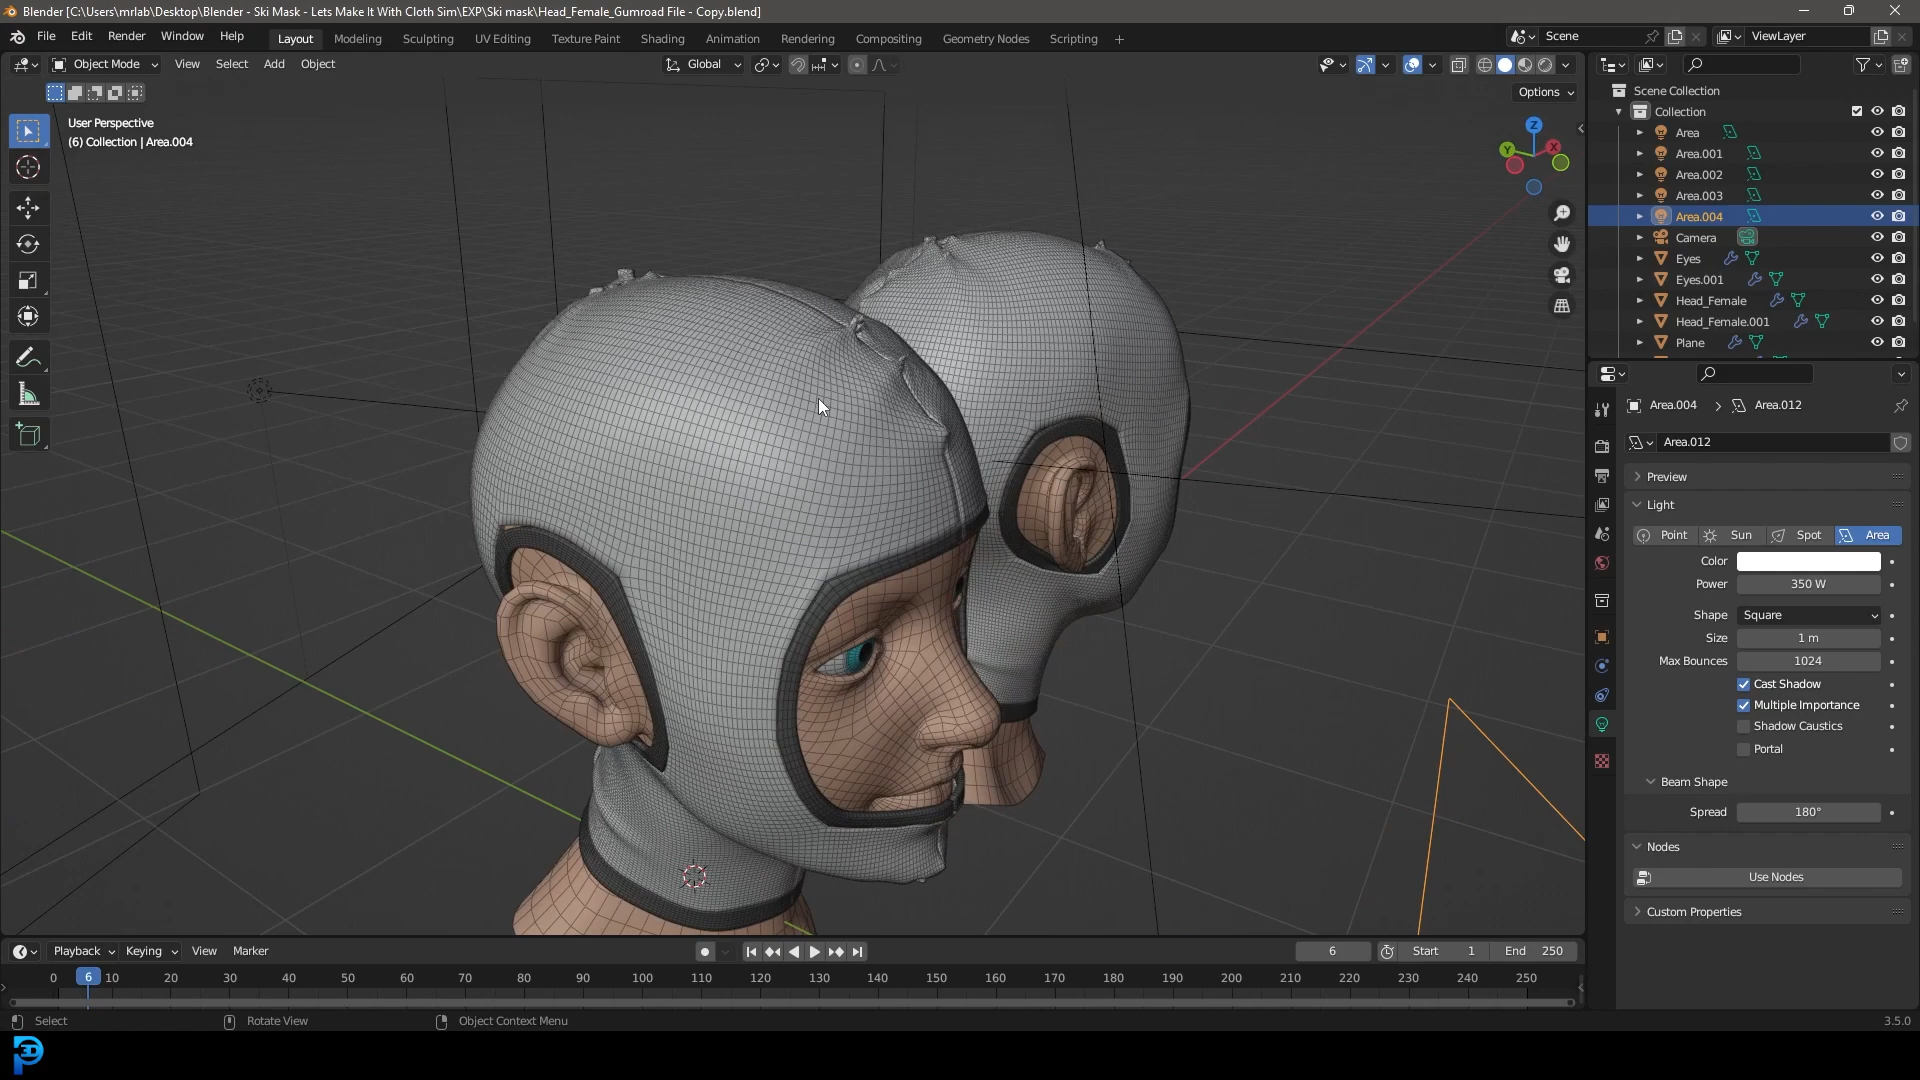 Blender [C:\Users\mrlab\Desktop\Blender - Ski Mask - Lets Make It With Cloth Sim\EXP\Ski mask\Head_Female_Gumroad File - Copy.blend]
File Edit Render Window Help Layout Modeling Sculpting UV Editing Texture Paint Shading Animation Rendering Compositing Geometry Nodes Scripting + Scene ViewLayer
Object Mode View Select Add Object Global
Options
User Perspective
(6) Collection | Area.004
Z
Y
X
Scene Collection
Collection
Area
Area.001
Area.002
Area.003
Area.004
Camera
Eyes
Eyes.001
Head_Female
Head_Female.001
Plane
Area.004 Area.012
Area.012
Preview
Light
Point Sun Spot Area
Color
Power 350 W
Shape Square
Size 1 m
Max Bounces 1024
Cast Shadow
Multiple Importance
Shadow Caustics
Portal
Beam Shape
Spread 180°
Nodes
Use Nodes
Custom Properties
Playback Keying View Marker 6 Start 1 End 250
0 6 10 20 30 40 50 60 70 80 90 100 110 120 130 140 150 160 170 180 190 200 210 220 230 240 250
Select Rotate View Object Context Menu 3.5.0